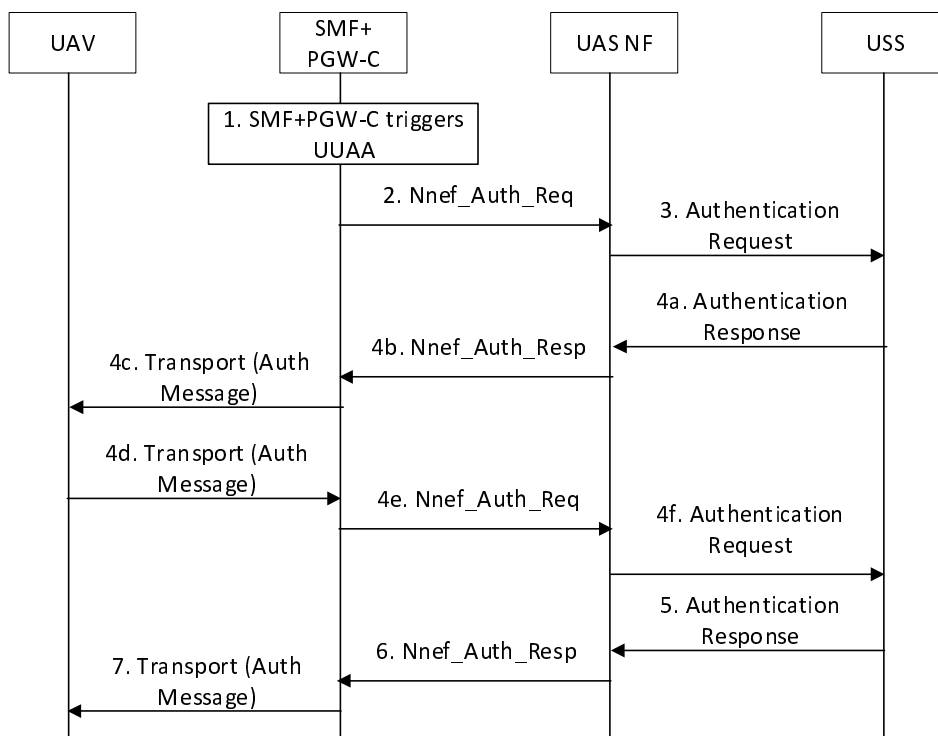 UAV
SMF+
PGW-C
UAS NF
USS
1. SMF+PGW-C triggers
UUAA
2. Nnef_Auth_Req
3. Authentication
Request
4a. Authentication
Response
4b. Nnef_Auth_Resp
4c. Transport (Auth
Message)
4d. Transport (Auth
Message)
4e. Nnef_Auth_Req
4f. Authentication
Request
5. Authentication
Response
6. Nnef_Auth_Resp
7. Transport (Auth
Message)